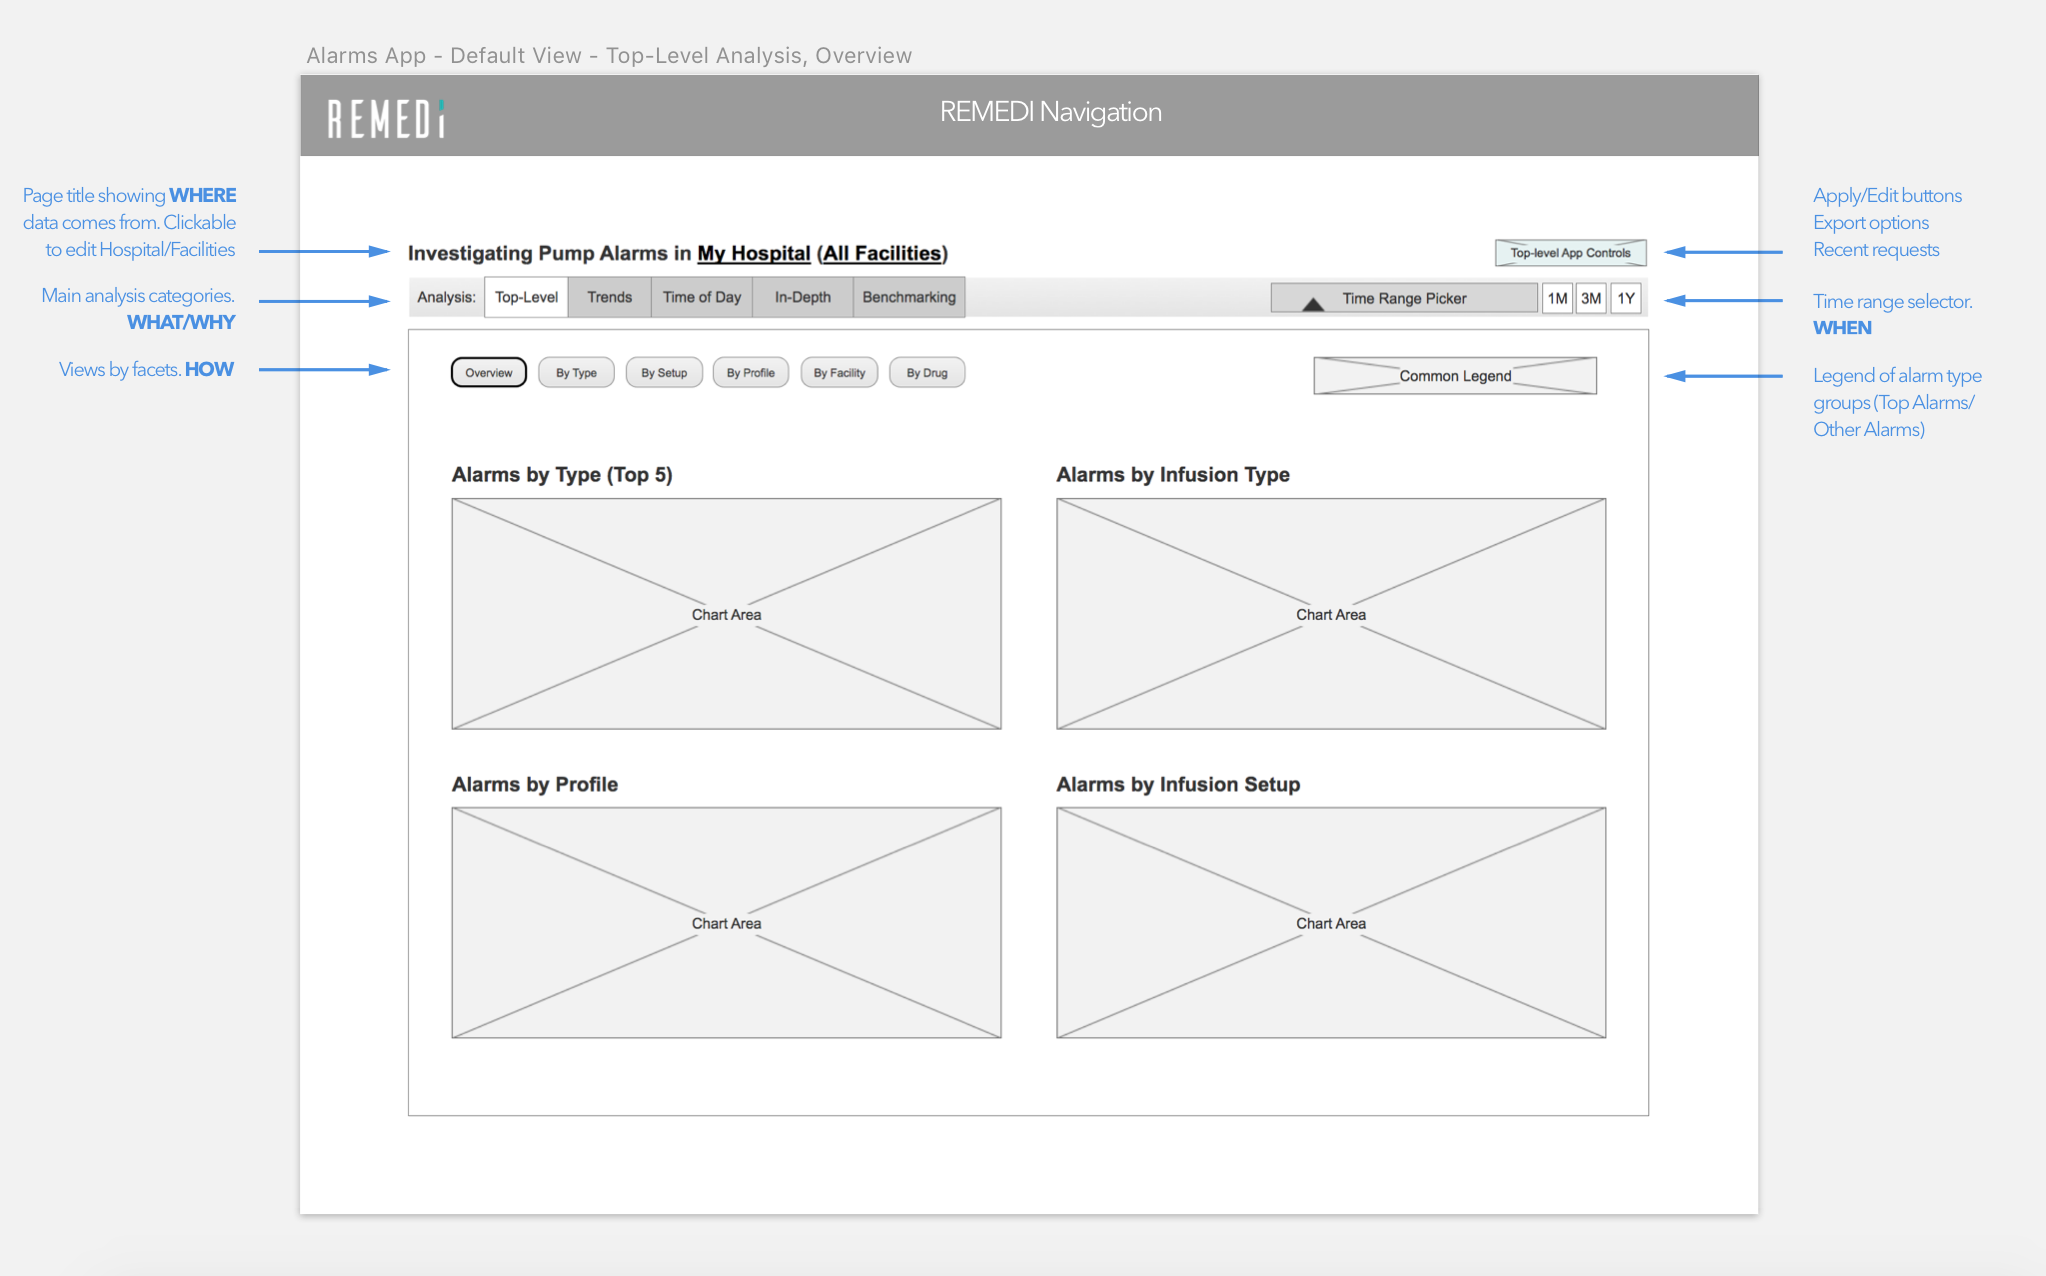 Alarms App - Default View - Top-Level Analysis, Overview
REMEDi
REMEDI Navigation
Page title showing WHERE
data comes from. Clickable
to edit Hospital/Facilities
Main analysis categories.
WHAT/WHY
Views by facets. HOW
Investigating Pump Alarms in My Hospital (All Facilities)
Top-level App Controls
Analysis: Top-Level Trends Time of Day In-Depth Benchmarking
Time Range Picker 1M 3M 1Y
Overview By Type By Setup By Profile By Facility By Drug
Common Legend
Apply/Edit buttons
Export options
Recent requests
Time range selector.
WHEN
Legend of alarm type
groups (Top Alarms/
Other Alarms)
Alarms by Type (Top 5)
Chart Area
Alarms by Infusion Type
Chart Area
Alarms by Profile
Chart Area
Alarms by Infusion Setup
Chart Area